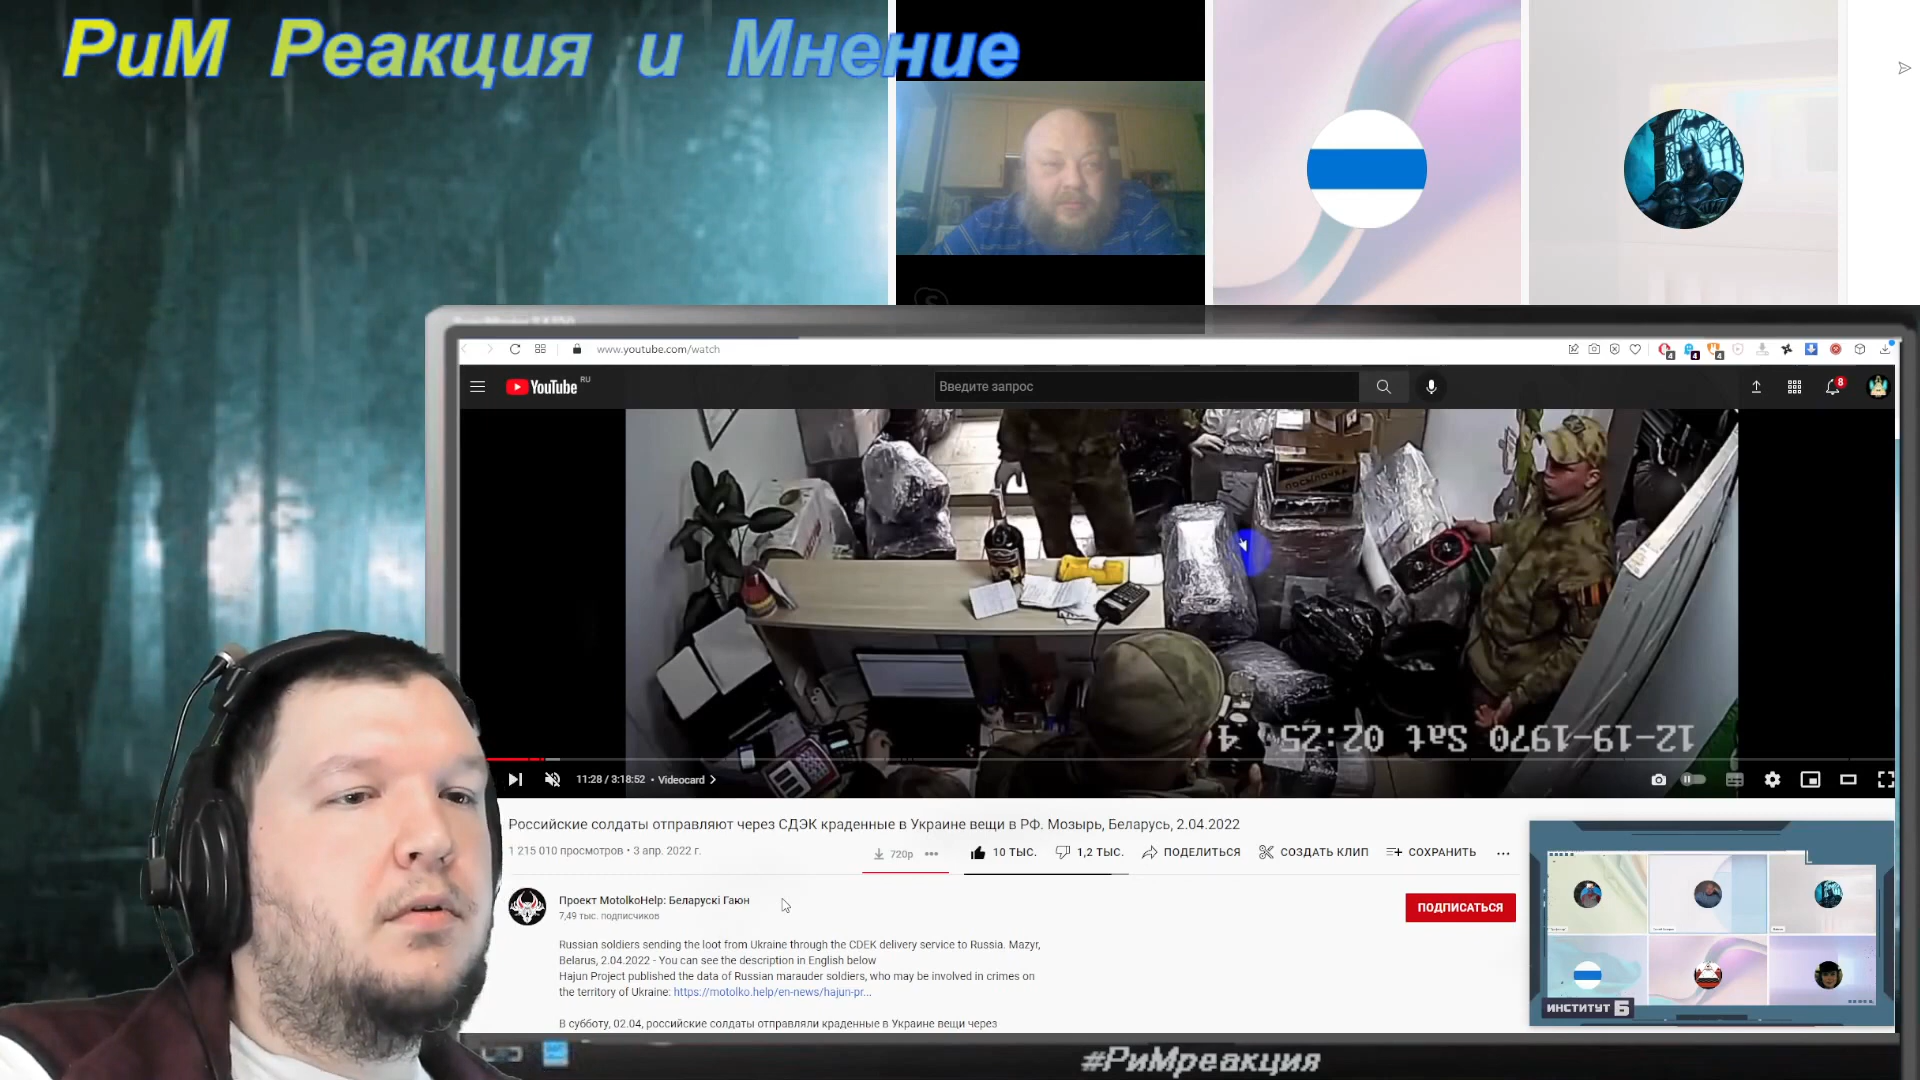 РиМ Реакция и Мнение
www.youtube.com/watch
YouTube RU
Введите запрос
8
ПОСЫЛОЧКА
12-19-1970 Sat 02:25 4
11:28 / 3:18:52 • Videocard
Российские солдаты отправляют через СДЭК краденные в Украине вещи в РФ. Мозырь, Беларусь, 2.04.2022
1 215 010 просмотров • 3 апр. 2022 г.
720p
10 ТЫС.
1,2 ТЫС.
ПОДЕЛИТЬСЯ
СОЗДАТЬ КЛИП
СОХРАНИТЬ
Проект MotolkoHelp: Беларускі Гаюн
7,49 тыс. подписчиков
ПОДПИСАТЬСЯ
Russian soldiers sending the loot from Ukraine through the CDEK delivery service to Russia. Mazyr,
Belarus, 2.04.2022 - You can see the description in English below
Hajun Project published the data of Russian marauder soldiers, who may be involved in crimes on
the territory of Ukraine: https://motolko.help/en-news/hajun-pr...
В субботу, 02.04, российские солдаты отправляли краденные в Украине вещи через
ИНСТИТУТ Б
#РиМреакция